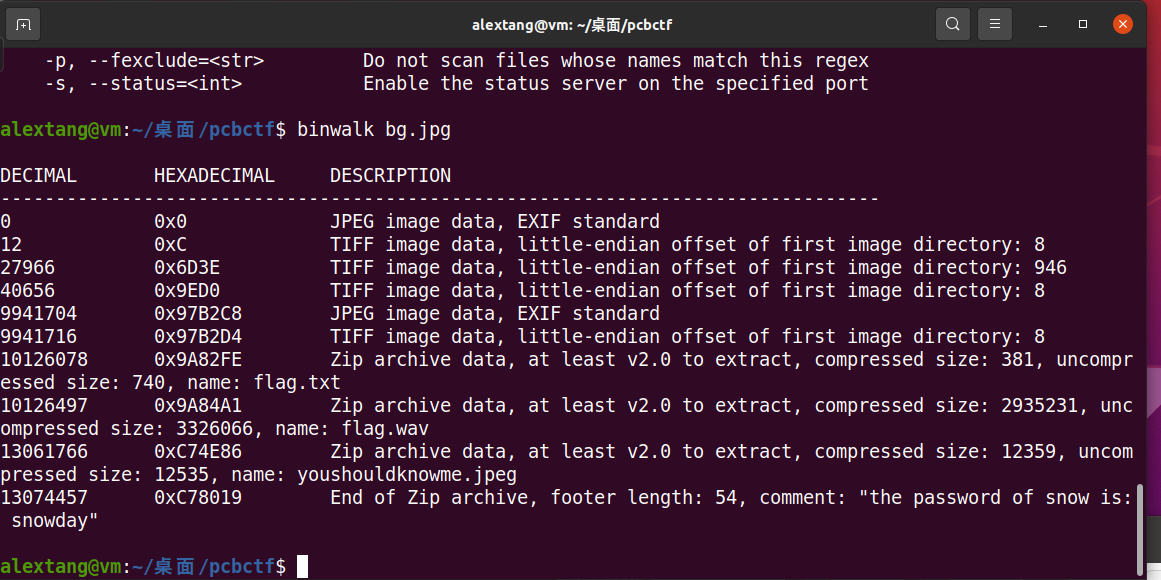 alextang@vm: ~/桌面/pcbctf
-p, --fexclude=<str> Do not scan files whose names match this regex
-s, --status=<int> Enable the status server on the specified port
alextang@vm:~/桌面/pcbctf$ binwalk bg.jpg
DECIMAL HEXADECIMAL DESCRIPTION
--------------------------------------------------------------------------------
0 0x0 JPEG image data, EXIF standard
12 0xC TIFF image data, little-endian offset of first image directory: 8
27966 0x6D3E TIFF image data, little-endian offset of first image directory: 946
40656 0x9ED0 TIFF image data, little-endian offset of first image directory: 8
9941704 0x97B2C8 JPEG image data, EXIF standard
9941716 0x97B2D4 TIFF image data, little-endian offset of first image directory: 8
10126078 0x9A82FE Zip archive data, at least v2.0 to extract, compressed size: 381, uncompr
essed size: 740, name: flag.txt
10126497 0x9A84A1 Zip archive data, at least v2.0 to extract, compressed size: 2935231, unc
ompressed size: 3326066, name: flag.wav
13061766 0xC74E86 Zip archive data, at least v2.0 to extract, compressed size: 12359, uncom
pressed size: 12535, name: youshouldknowme.jpeg
13074457 0xC78019 End of Zip archive, footer length: 54, comment: "the password of snow is:
snowday"
alextang@vm:~/桌面/pcbctf$